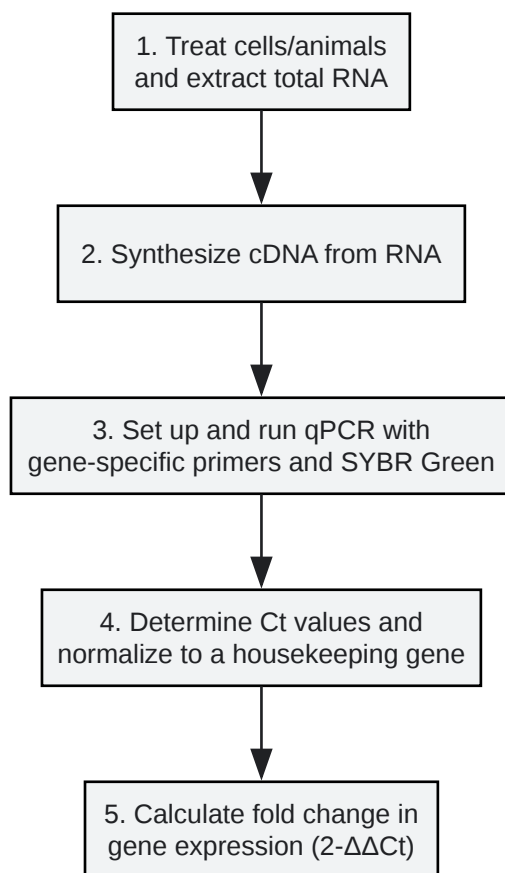 1. Treat cells/animals
and extract total RNA
2. Synthesize cDNA from RNA
3. Set up and run qPCR with
gene-specific primers and SYBR Green
4. Determine Ct values and
normalize to a housekeeping gene
5. Calculate fold change in
gene expression (2-ΔΔCt)